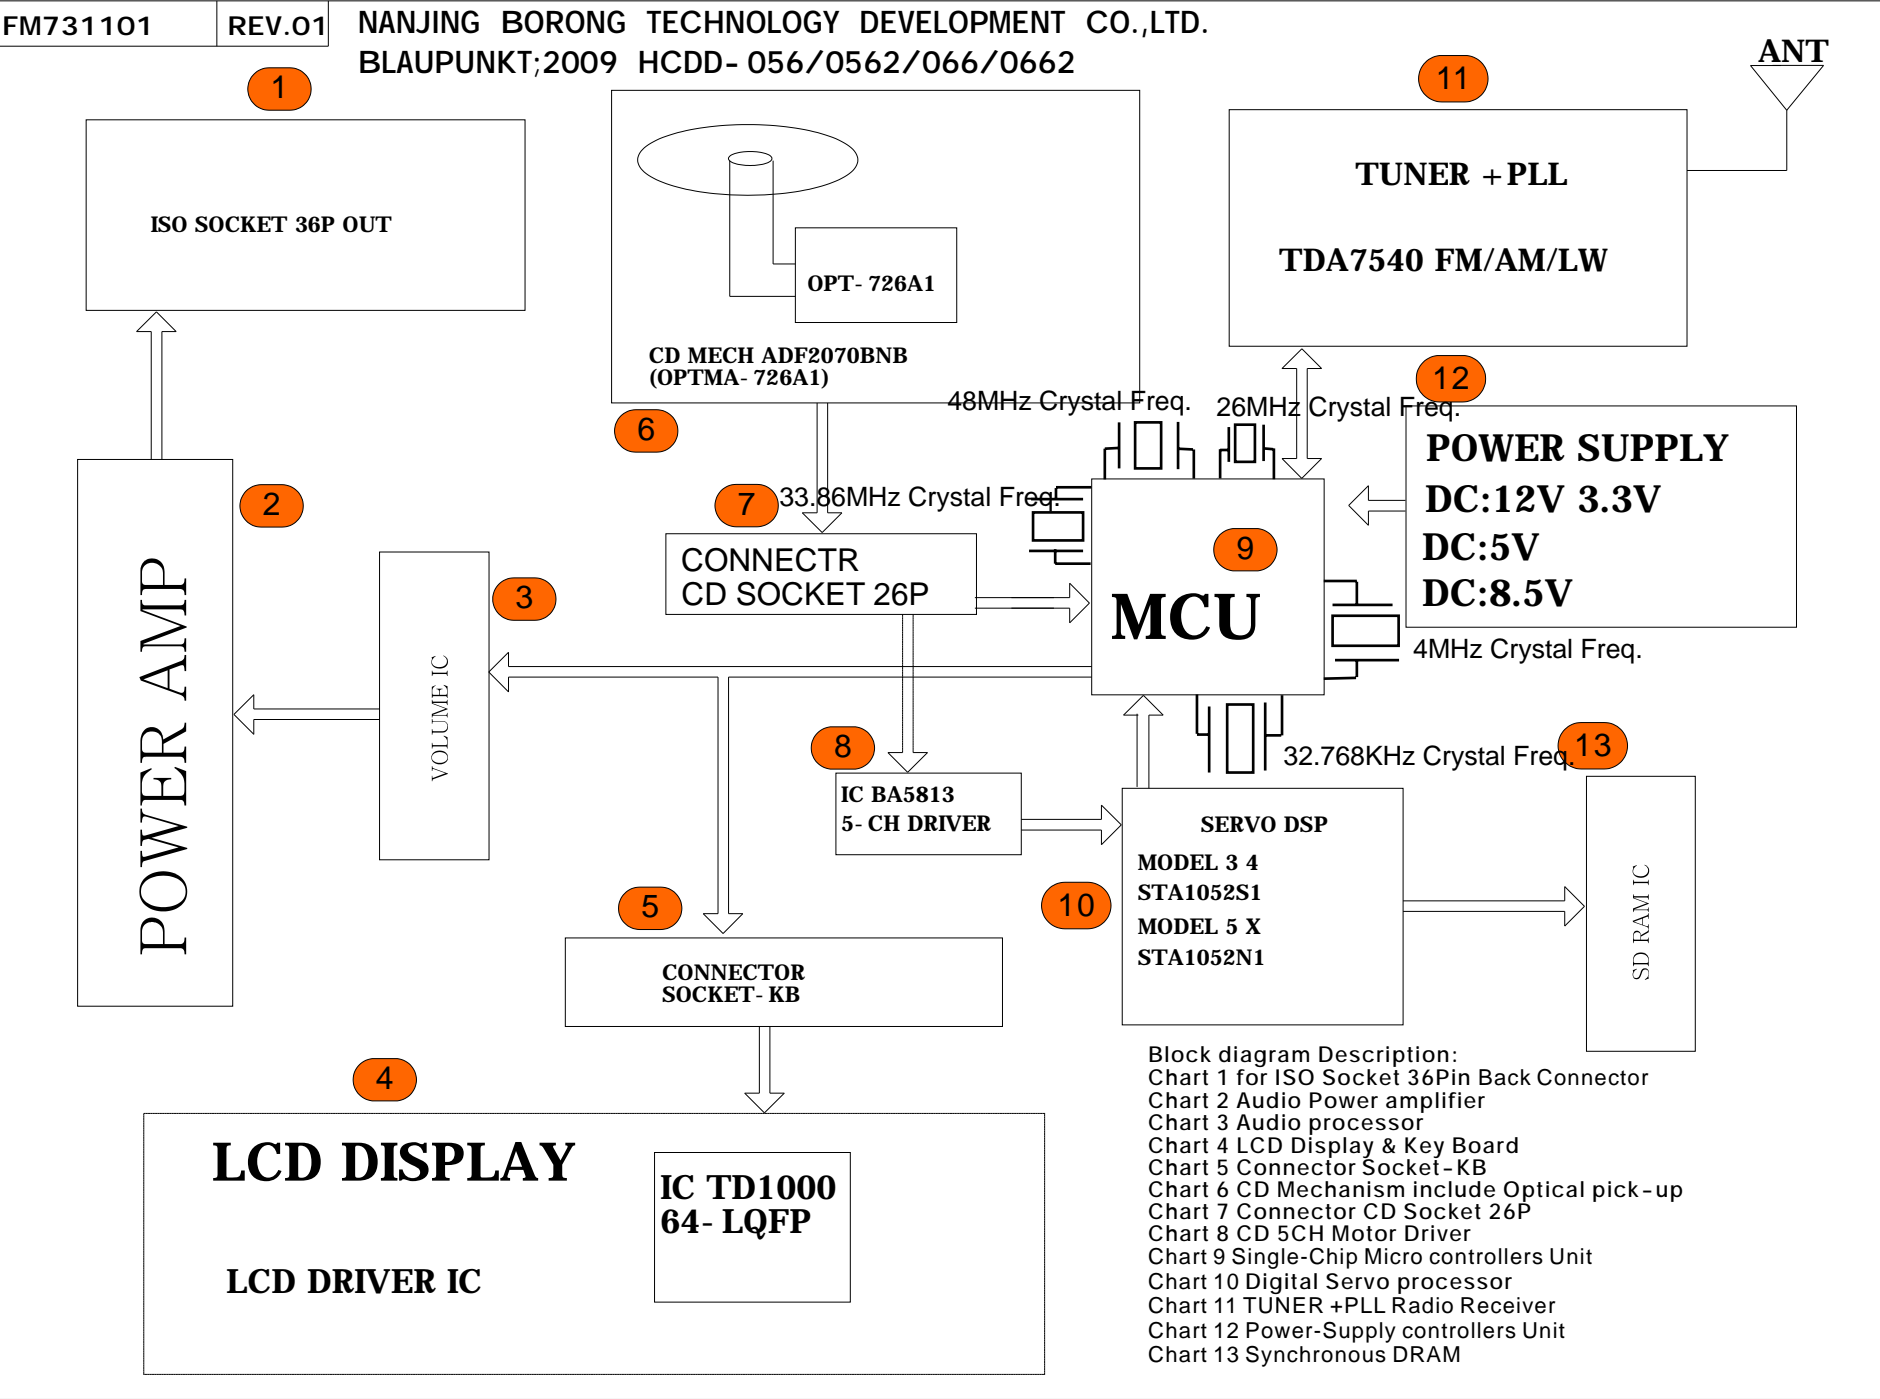 FM731101 REV.01
NANJING BORONG TECHNOLOGY DEVELOPMENT CO.,LTD.
BLAUPUNKT;2009 HCDD-056/0562/066/0662
1
ISO SOCKET 36P OUT
OPT-726A1
CD MECH ADF2070BNB
(OPTMA-726A1)
6
11
ANT
TUNER +PLL
TDA7540 FM/AM/LW
12
POWER SUPPLY
DC:12V 3.3V
DC:5V
DC:8.5V
48MHz Crystal Freq.
26MHz Crystal Freq.
33.86MHz Crystal Freq.
4MHz Crystal Freq.
32.768KHz Crystal Freq.
2
POWER AMP
3
VOLUME IC
7
CONNECTR
CD SOCKET 26P
9
MCU
8
IC BA5813
5-CH DRIVER
10
SERVO DSP
MODEL 3 4
STA1052S1
MODEL 5 X
STA1052N1
13
SD RAM IC
5
CONNECTOR
SOCKET-KB
4
LCD DISPLAY
LCD DRIVER IC
IC TD1000
64-LQFP
Block diagram Description:
Chart 1 for ISO Socket 36Pin Back Connector
Chart 2 Audio Power amplifier
Chart 3 Audio processor
Chart 4 LCD Display & Key Board
Chart 5 Connector Socket-KB
Chart 6 CD Mechanism include Optical pick-up
Chart 7 Connector CD Socket 26P
Chart 8 CD 5CH Motor Driver
Chart 9 Single-Chip Micro controllers Unit
Chart 10 Digital Servo processor
Chart 11 TUNER +PLL Radio Receiver
Chart 12 Power-Supply controllers Unit
Chart 13 Synchronous DRAM